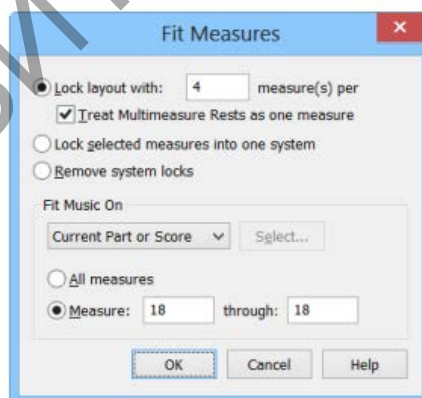 Fit Measures
Lock layout with: 4 measure(s) per
Treat Multimeasure Rests as one measure
Lock selected measures into one system
Remove system locks
Fit Music On
Current Part or Score Select...
All measures
Measure: 18 through: 18
OK Cancel Help